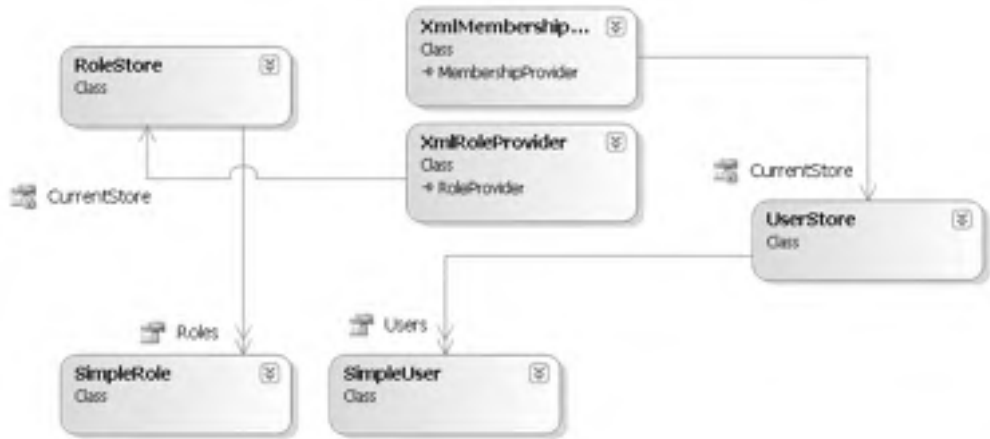 XmlMembership...
Class
MembershipProvider
RoleStore
Class
XmlRoleProvider
Class
RoleProvider
CurrentStore
CurrentStore
UserStore
Class
Roles
Users
SimpleRole
Class
SimpleUser
Class